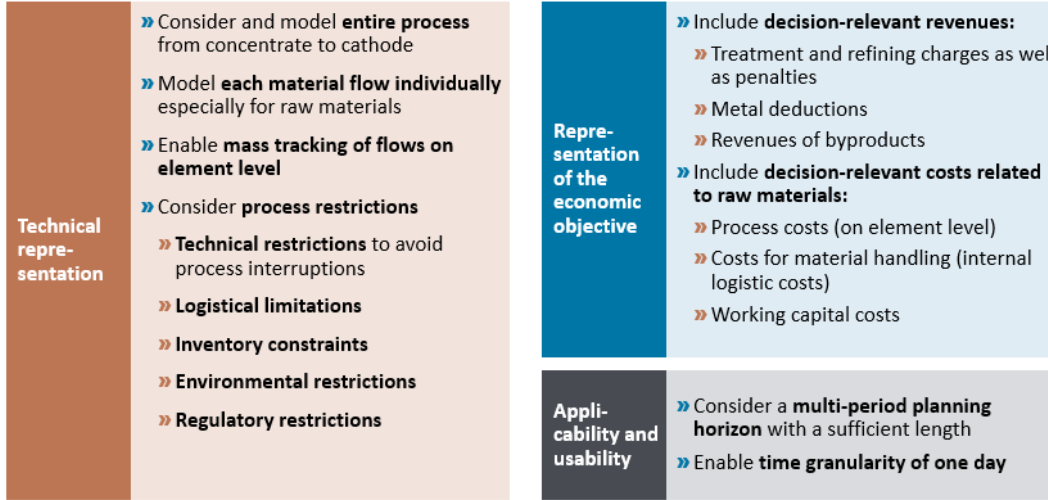 Technical
repre-
sentation
» Consider and model entire process
from concentrate to cathode
» Model each material flow individually
especially for raw materials
» Enable mass tracking of flows on
element level
» Consider process restrictions
» Technical restrictions to avoid
process interruptions
» Logistical limitations
» Inventory constraints
» Environmental restrictions
» Regulatory restrictions
Repre-
sentation
of the
economic
objective
» Include decision-relevant revenues:
» Treatment and refining charges as well
as penalties
» Metal deductions
» Revenues of byproducts
» Include decision-relevant costs related
to raw materials:
» Process costs (on element level)
» Costs for material handling (internal
logistic costs)
» Working capital costs
Appli-
cability and
usability
» Consider a multi-period planning
horizon with a sufficient length
» Enable time granularity of one day